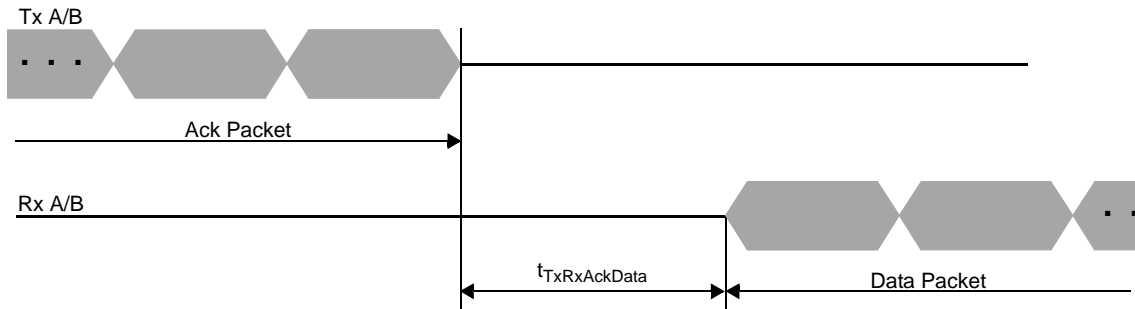 Tx A/B
. . .
Ack Packet
Rx A/B
. .
tTxRxAckData
Data Packet